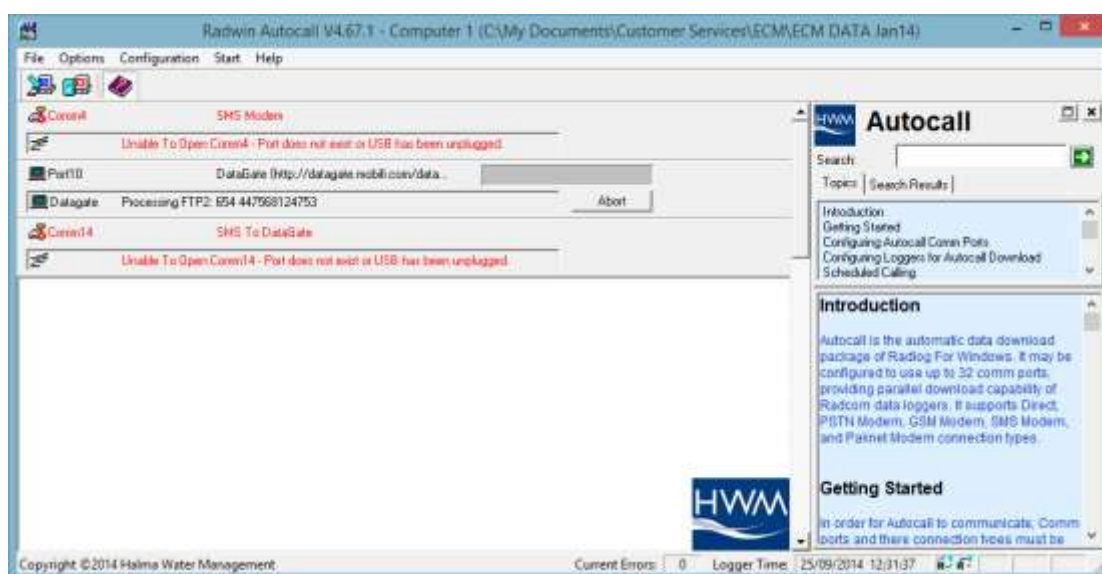 Radwin Autocall V4.67.1 - Computer 1 (C:\My Documents\Customer Services\ECM\ECM DATA Jan14)
File Options Configuration Start Help
Comm4 SMS Modem
Unable To Open Comm4 - Port does not exist or USB has been unplugged.
Port10 DataGate (http://datagate.mobili.com/data...
Datagate Processing FTP2: 654 447568124753 Abort
Comm14 SMS To DataGate
Unable To Open Comm14 - Port does not exist or USB has been unplugged.
HWM
Copyright ©2014 Halma Water Management Current Errors: 0 Logger Time: 25/09/2014 12:31:37
HWM Autocall
Search:
Topics Search Results
Introduction
Getting Started
Configuring Autocall Comm Ports
Configuring Loggers for Autocall Download
Scheduled Calling
Introduction
Autocall is the automatic data download
package of Radlog For Windows. It may be
configured to use up to 32 comm ports,
providing parallel download capability of
Radcom data loggers. It supports Direct,
PSTN Modem, GSM Modem, SMS Modem,
and Paknet Modem connection types.
Getting Started
In order for Autocall to communicate, Comm
ports and there connection types must be